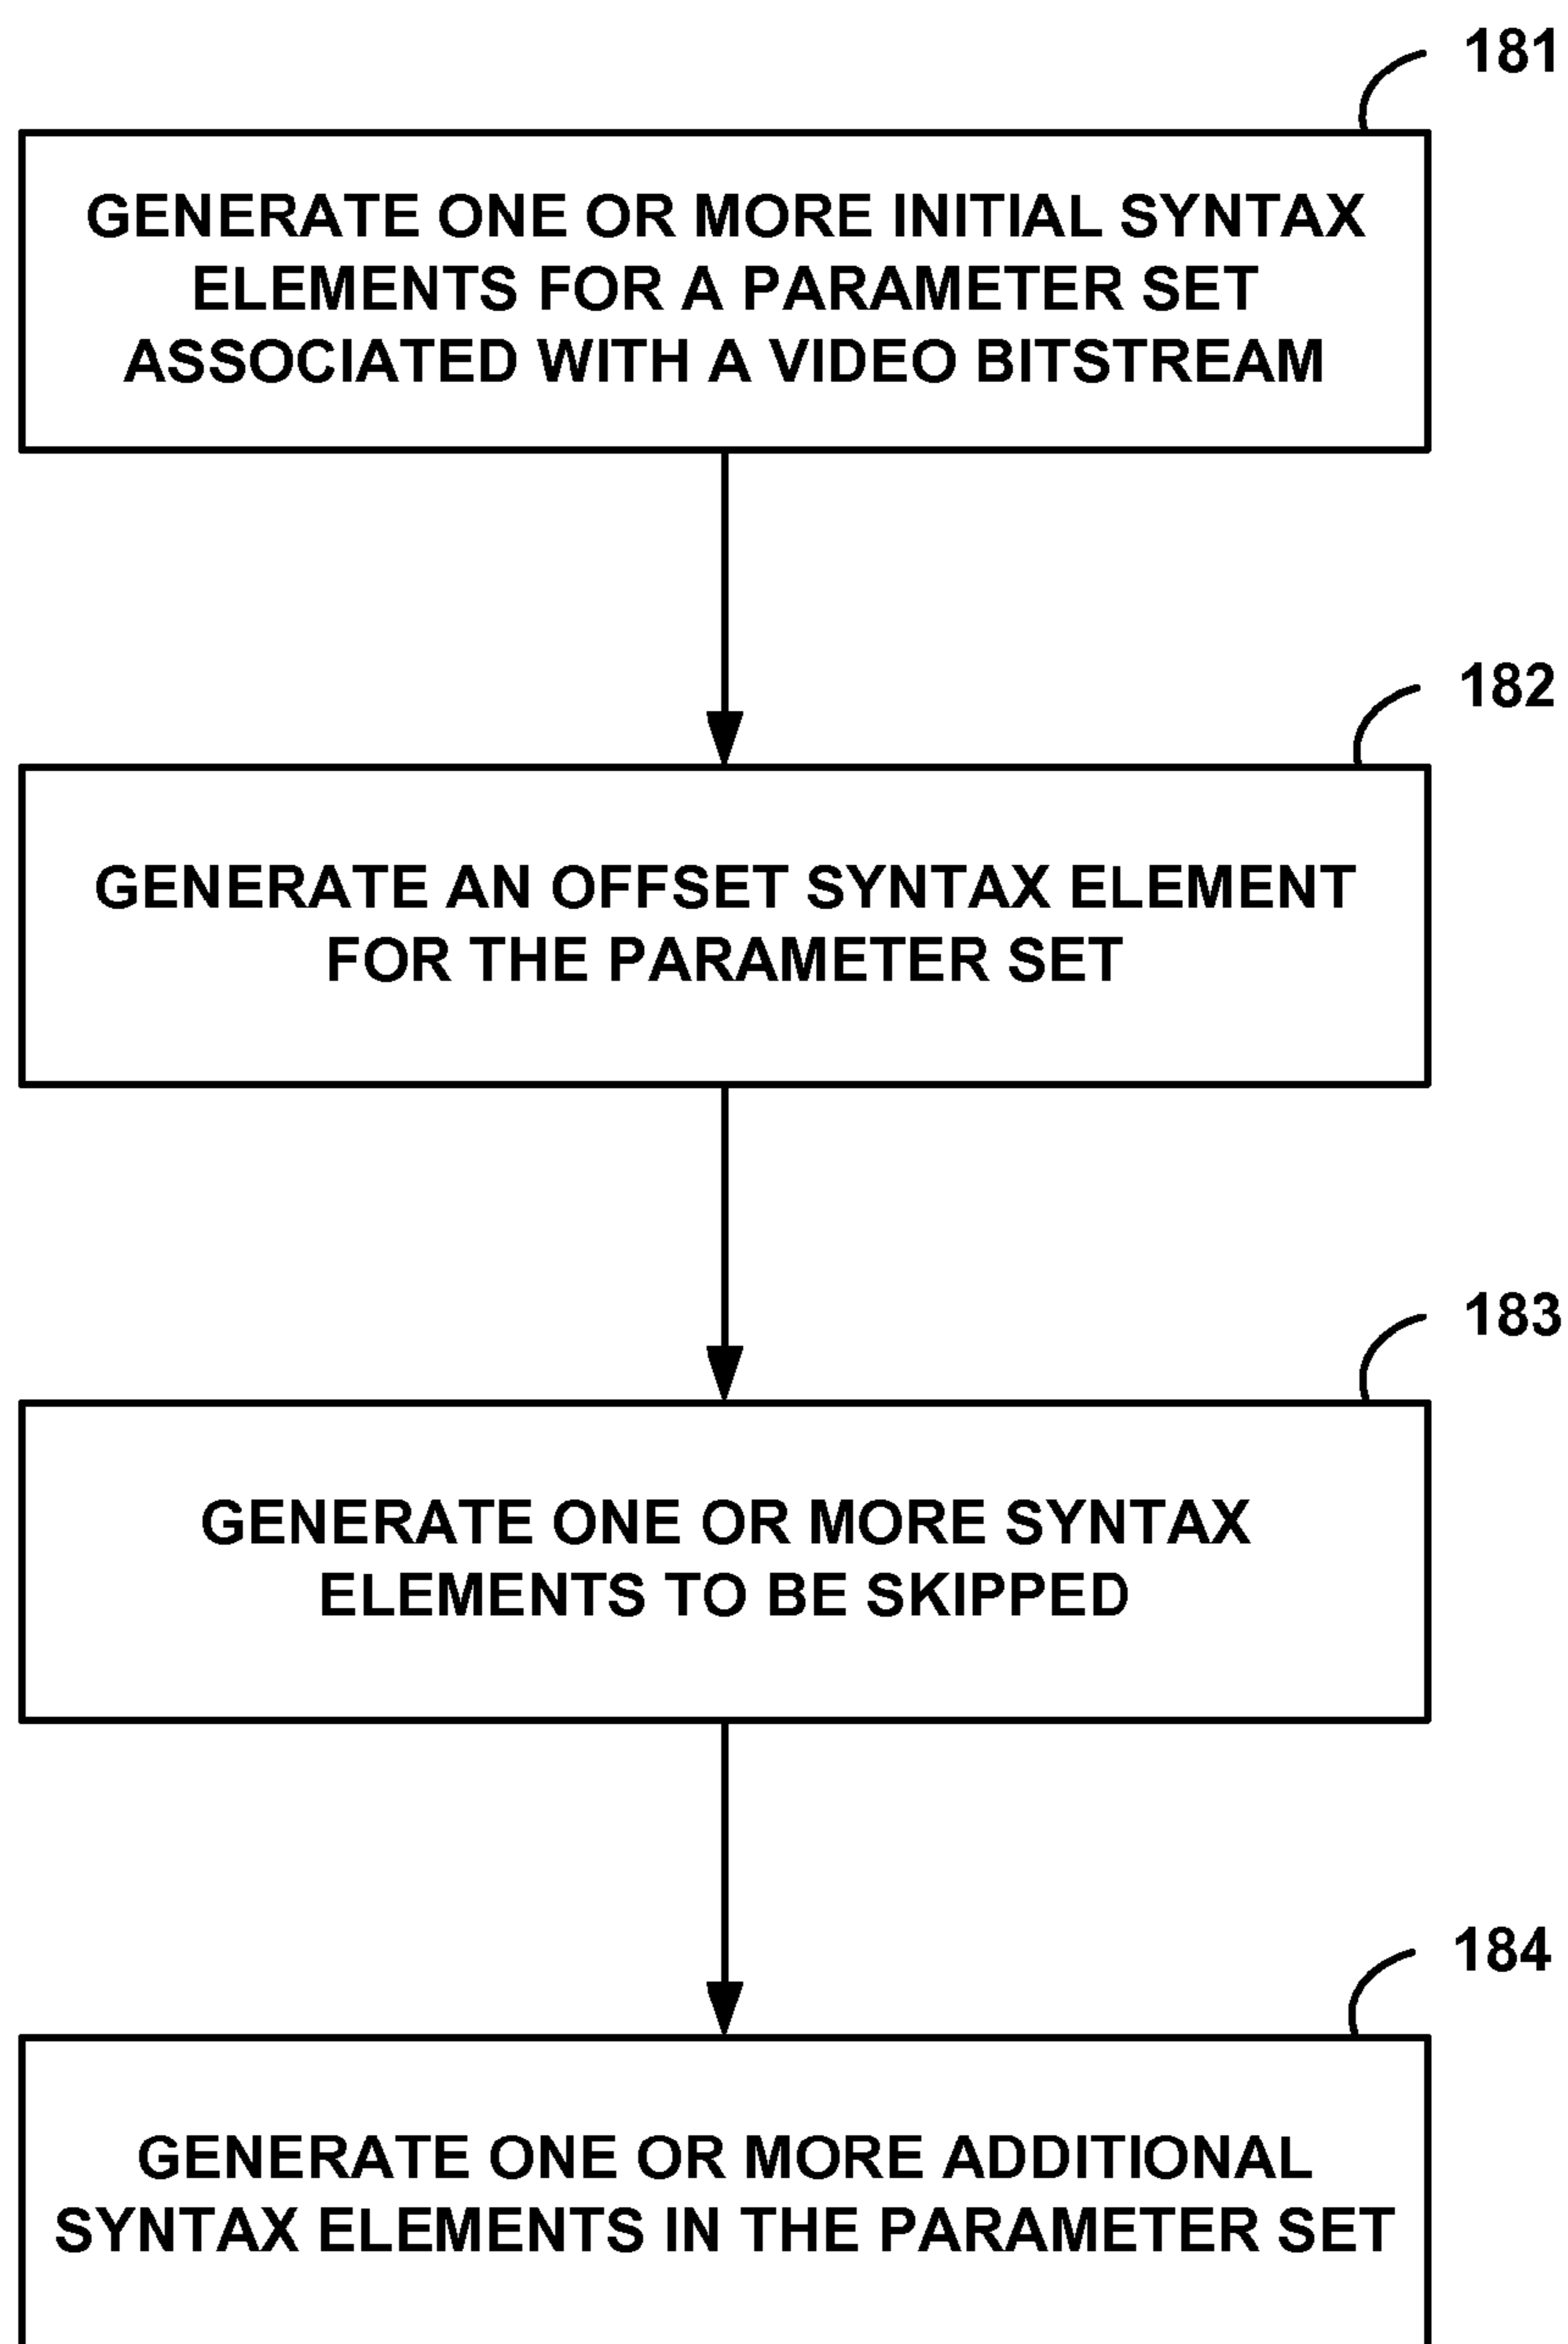 181
GENERATE ONE OR MORE INITIAL SYNTAX
ELEMENTS FOR A PARAMETER SET
ASSOCIATED WITH A VIDEO BITSTREAM
182
GENERATE AN OFFSET SYNTAX ELEMENT
FOR THE PARAMETER SET
183
GENERATE ONE OR MORE SYNTAX
ELEMENTS TO BE SKIPPED
184
GENERATE ONE OR MORE ADDITIONAL
SYNTAX ELEMENTS IN THE PARAMETER SET